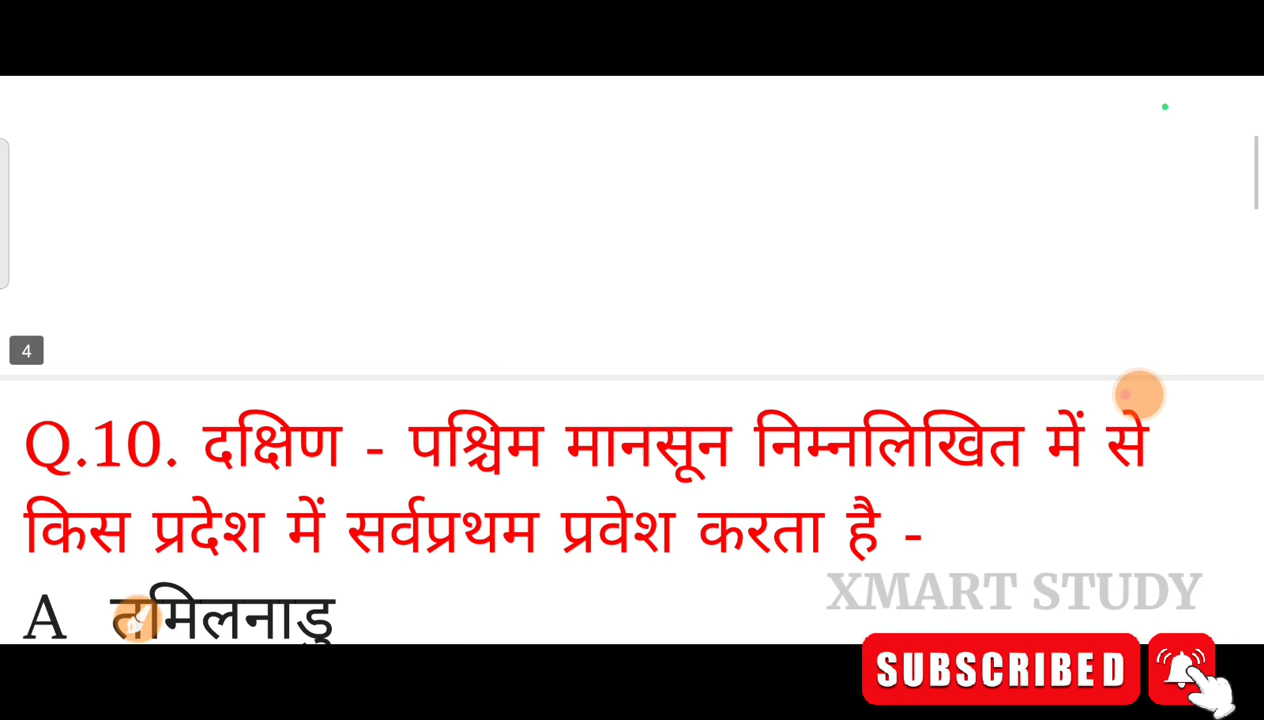 4
Q.10. दक्षिण - पश्चिम मानसून निम्नलिखित में से
किस प्रदेश में सर्वप्रथम प्रवेश करता है -
XMART STUDY
A तमिलनाडु
SUBSCRIBED